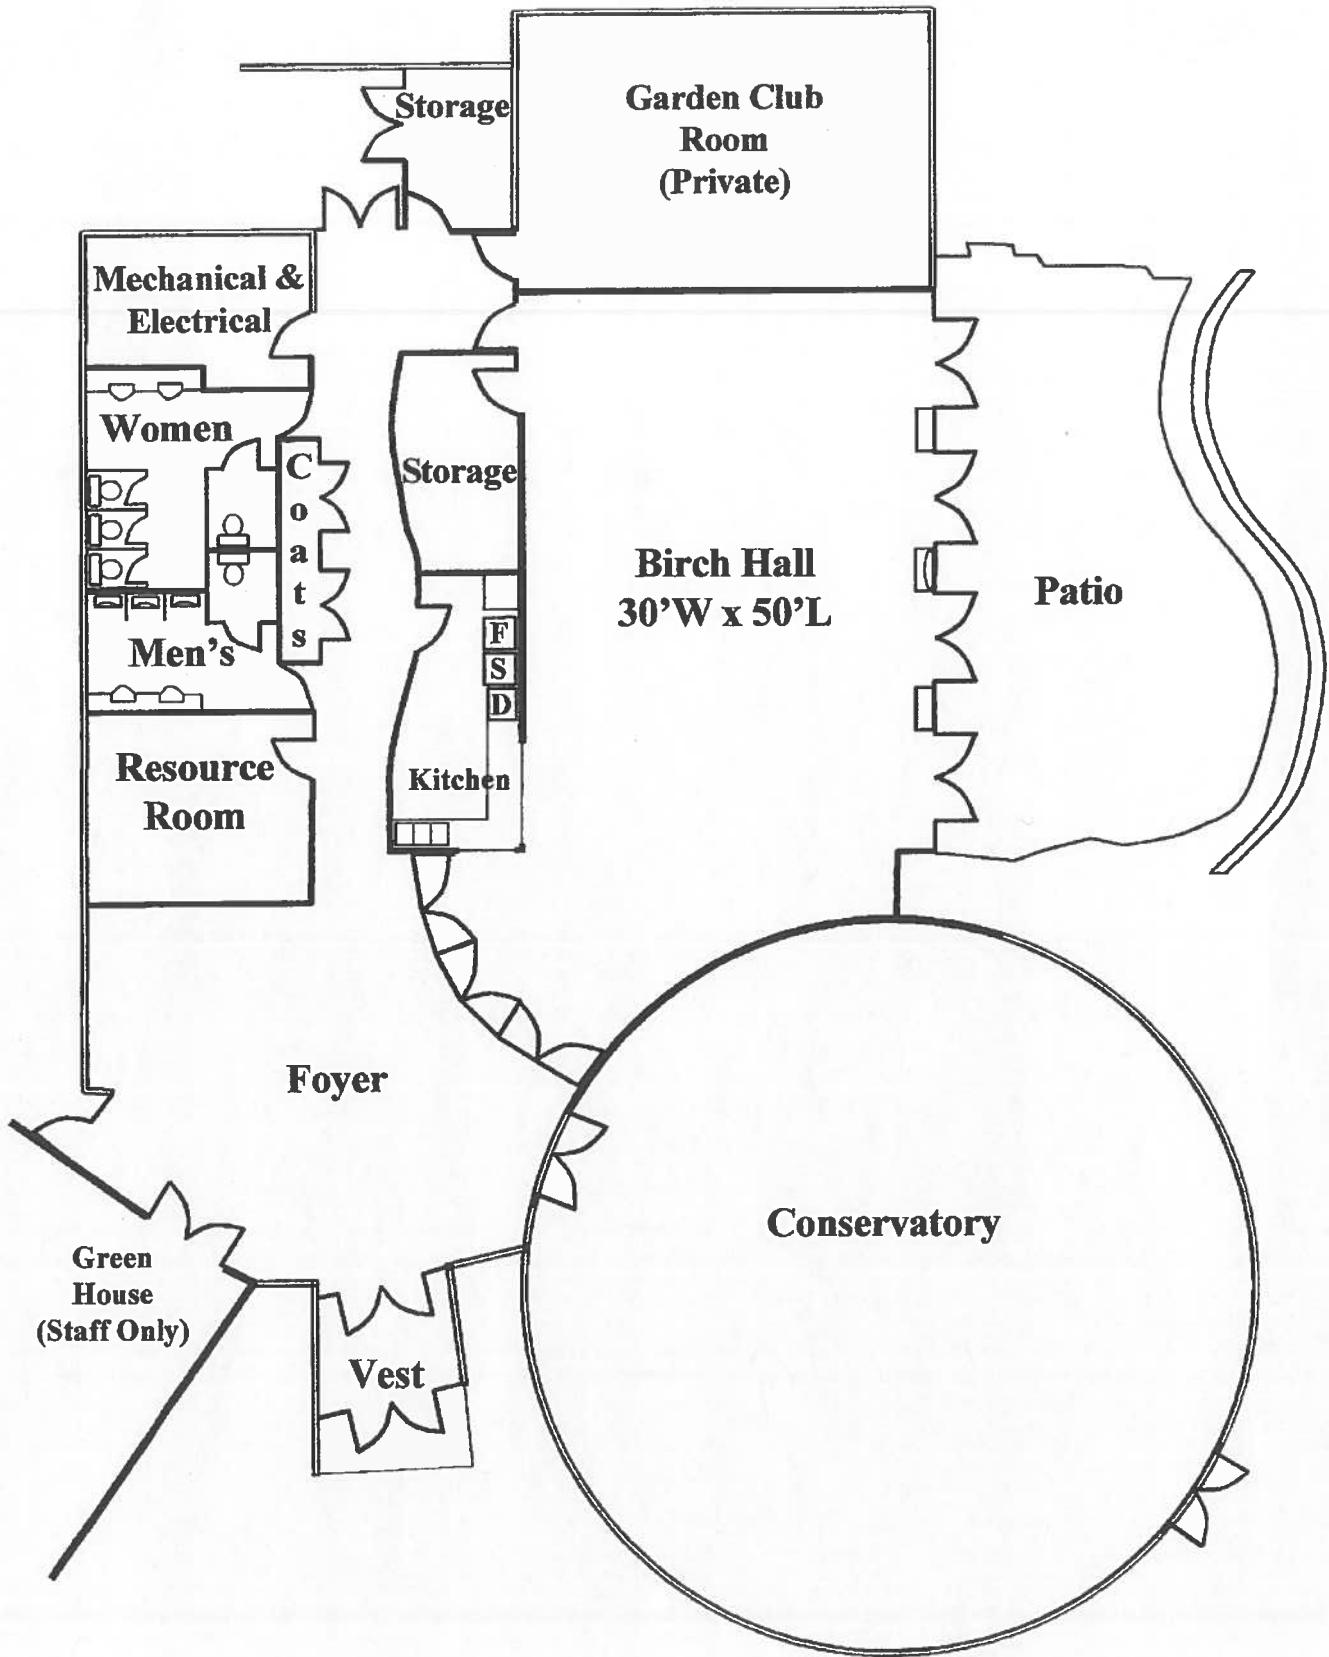 Storage
Garden Club
Room
(Private)
Mechanical &
Electrical
Women
Coats
Storage
Birch Hall
30’W x 50’L
Patio
F
S
D
Men’s
Resource
Room
Kitchen
Foyer
Conservatory
Green
House
(Staff Only)
Vest